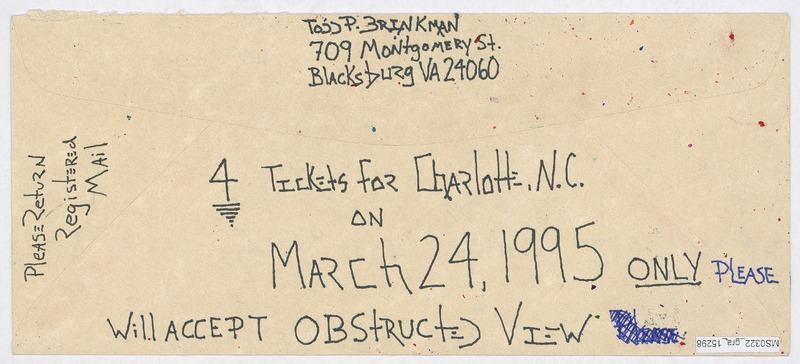 Todd P. BRINKMAN
709 Montgomery St.
Blacksburg VA 24060
Please Return
Registered
Mail
4 Tickets for Charlotte, N.C.
ON
March 24, 1995 ONLY PLEASE
Will ACCEPT OBStructed View
MS0322_gra_15298